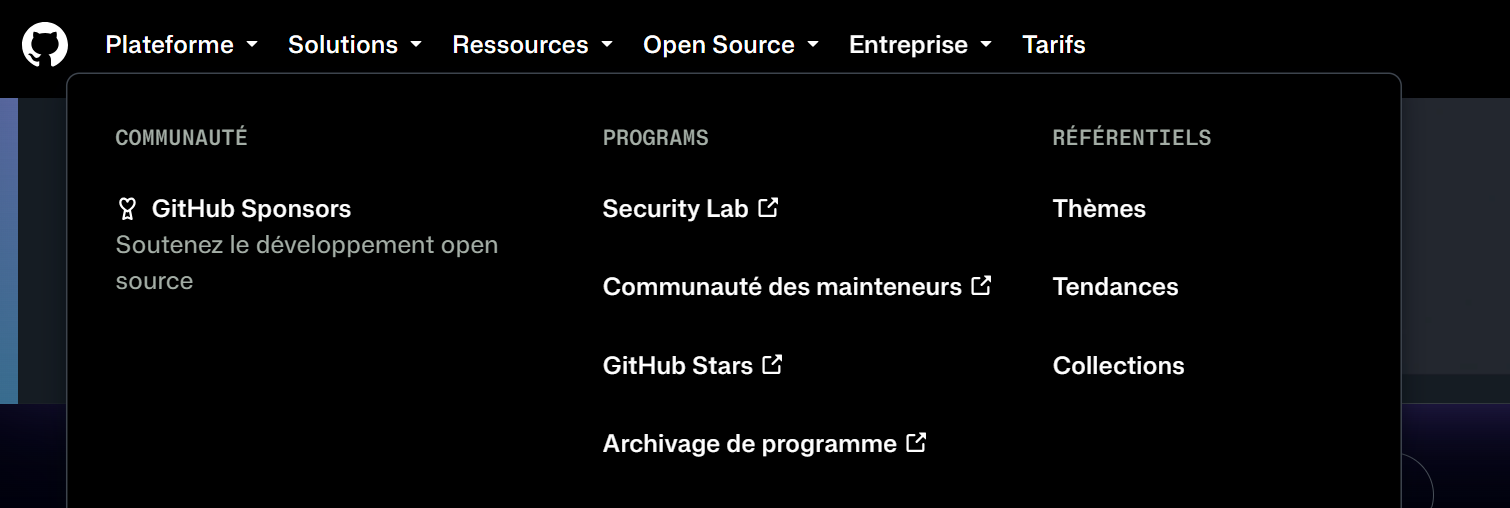 Plateforme Solutions Ressources Open Source Entreprise Tarifs
COMMUNAUTÉ
GitHub Sponsors
Soutenez le développement open
source
PROGRAMS
Security Lab
Communauté des mainteneurs
GitHub Stars
Archivage de programme
RÉFÉRENTIELS
Thèmes
Tendances
Collections